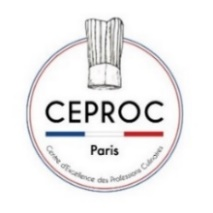 CEPROC
Paris
Centre d'Excellence des Professions Culinaires